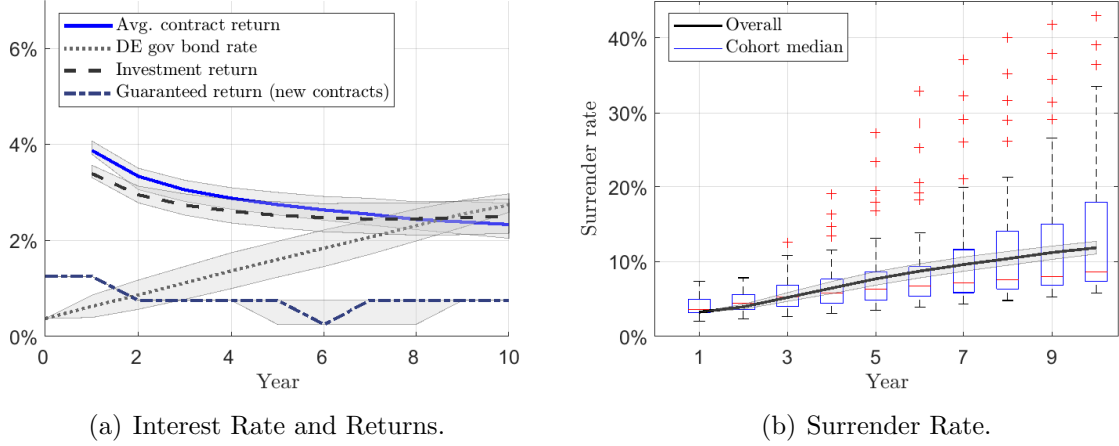 6%
4%
2%
0%
Avg. contract return
DE gov bond rate
Investment return
Guaranteed return (new contracts)
0 2 4 6 8 10
Year
(a) Interest Rate and Returns.
40%
30%
20%
10%
0%
Surrender rate
Overall
Cohort median
1 3 5 7 9
Year
(b) Surrender Rate.